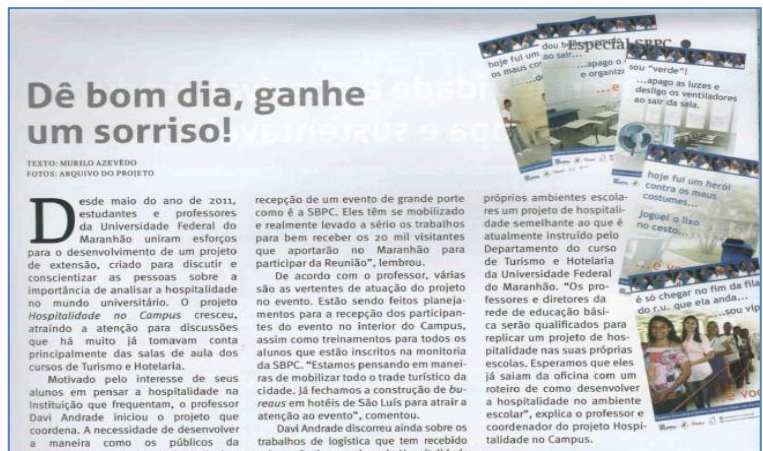 Especial SBPC
Dê bom dia, ganhe
um sorriso!
TEXTO: MURILO AZEVÊDO
FOTOS: ARQUIVO DO PROJETO
Desde maio do ano de 2011,
estudantes e professores
da Universidade Federal do
Maranhão uniram esforços
para o desenvolvimento de um projeto
de extensão, criado para discutir e
conscientizar as pessoas sobre a
importância de analisar a hospitalidade
no mundo universitário. O projeto
Hospitalidade no Campus cresceu,
atraindo a atenção para discussões
que há muito já tomavam conta
principalmente das salas de aula dos
cursos de Turismo e Hotelaria.
Motivado pelo interesse de seus
alunos em pensar a hospitalidade na
Instituição que frequentam, o professor
Davi Andrade iniciou o projeto que
coordena. A necessidade de desenvolver
a maneira como os públicos da
recepção de um evento de grande porte
como é a SBPC. Eles têm se mobilizado
e realmente levado a sério os trabalhos
para bem receber os 20 mil visitantes
que aportarão no Maranhão para
participar da Reunião”, lembrou.
De acordo com o professor, várias
são as vertentes de atuação do projeto
no evento. Estão sendo feitos planeja-
mentos para a recepção dos participan-
tes do evento no interior do Campus,
assim como treinamentos para todos os
alunos que estão inscritos na monitoria
da SBPC. “Estamos pensando em manei-
ras de mobilizar todo o trade turístico da
cidade. Já fechamos a construção de bu-
reaus em hotéis de São Luís para atrair a
atenção ao evento”, comentou.
Davi Andrade discorreu ainda sobre os
trabalhos de logística que tem recebido
próprios ambientes escola-
res um projeto de hospitali-
dade semelhante ao que é
atualmente instruído pelo
Departamento do curso
de Turismo e Hotelaria
da Universidade Federal
do Maranhão. “Os pro-
fessores e diretores da
rede de educação bási-
ca serão qualificados para
replicar um projeto de hos-
pitalidade nas suas próprias
escolas. Esperamos que eles
já saiam da oficina com um
roteiro de como desenvolver
a hospitalidade no ambiente
escolar”, explica o professor e
coordenador do projeto Hospi-
talidade no Campus.
hoje fui um
os maus
dou
ao sair...
...apago o
e organiz
sou “verde”!
...apago as luzes e
desligo os ventiladores
ao sair da sala.
hoje fui um herói
contra os maus
costumes...
joguei o lixo
no cesto...
é só chegar no fim da fila
do r.u. que ela anda...
...sou vip